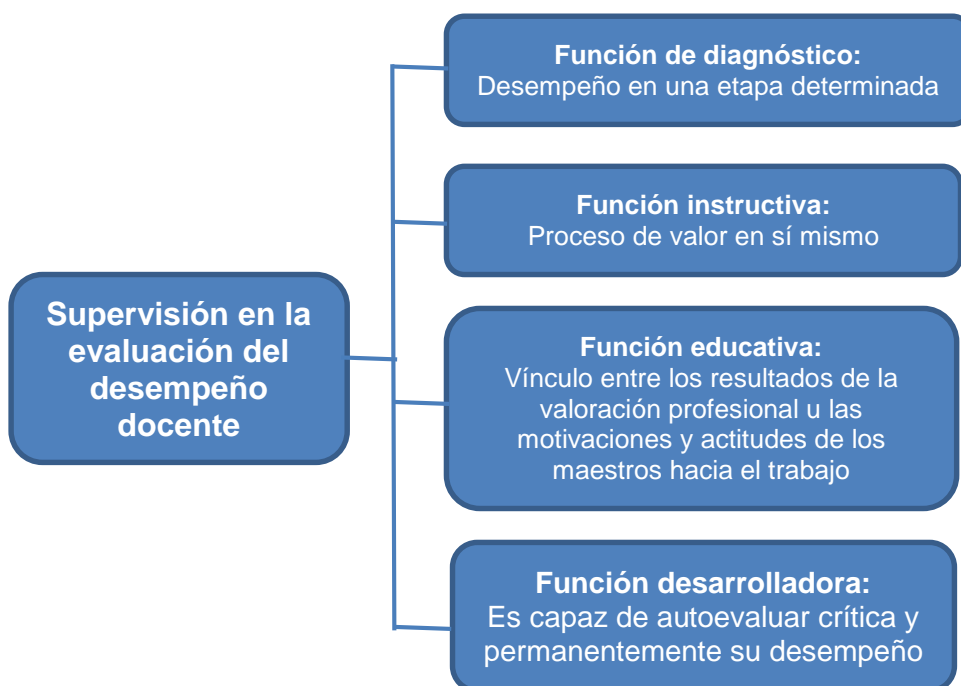 Función de diagnóstico:
Desempeño en una etapa determinada
Función instructiva:
Proceso de valor en sí mismo
Supervisión en la
evaluación del
desempeño
docente
Función educativa:
Vínculo entre los resultados de la
valoración profesional u las
motivaciones y actitudes de los
maestros hacia el trabajo
Función desarrolladora:
Es capaz de autoevaluar crítica y
permanentemente su desempeño